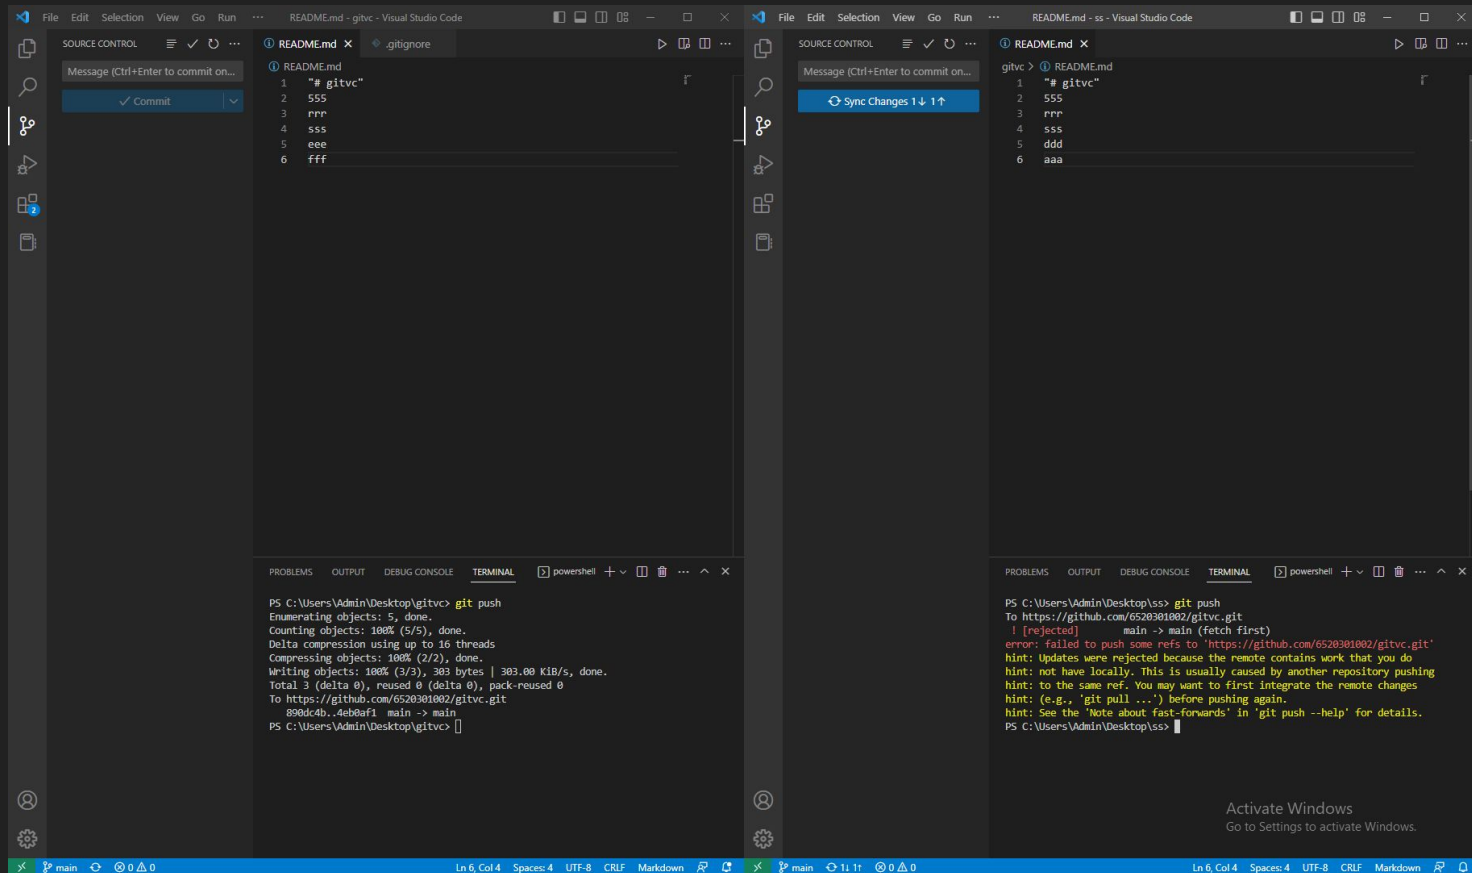 File Edit Selection View Go Run ··· README.md - gitvc - Visual Studio Code
SOURCE CONTROL
Message (Ctrl+Enter to commit on...
Commit
2
README.md
.gitignore
README.md
1 "# gitvc"
2 555
3 rrr
4 sss
5 eee
6 fff
PROBLEMS OUTPUT DEBUG CONSOLE TERMINAL powershell
PS C:\Users\Admin\Desktop\gitvc> git push
Enumerating objects: 5, done.
Counting objects: 100% (5/5), done.
Delta compression using up to 16 threads
Compressing objects: 100% (2/2), done.
Writing objects: 100% (3/3), 303 bytes | 303.00 KiB/s, done.
Total 3 (delta 0), reused 0 (delta 0), pack-reused 0
To https://github.com/6520301002/gitvc.git
890dc4b..4eb0af1 main -> main
PS C:\Users\Admin\Desktop\gitvc>
main 0 0 Ln 6, Col 4 Spaces: 4 UTF-8 CRLF Markdown
File Edit Selection View Go Run ··· README.md - ss - Visual Studio Code
SOURCE CONTROL
Message (Ctrl+Enter to commit on...
Sync Changes 1↓ 1↑
README.md
gitvc > README.md
1 "# gitvc"
2 555
3 rrr
4 sss
5 ddd
6 aaa
PROBLEMS OUTPUT DEBUG CONSOLE TERMINAL powershell
PS C:\Users\Admin\Desktop\ss> git push
To https://github.com/6520301002/gitvc.git
! [rejected] main -> main (fetch first)
error: failed to push some refs to 'https://github.com/6520301002/gitvc.git'
hint: Updates were rejected because the remote contains work that you do
hint: not have locally. This is usually caused by another repository pushing
hint: to the same ref. You may want to first integrate the remote changes
hint: (e.g., 'git pull ...') before pushing again.
hint: See the 'Note about fast-forwards' in 'git push --help' for details.
PS C:\Users\Admin\Desktop\ss>
Activate Windows
Go to Settings to activate Windows.
main 1↓ 1↑ 0 0 Ln 6, Col 4 Spaces: 4 UTF-8 CRLF Markdown